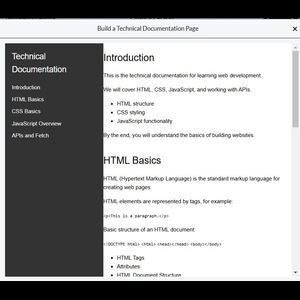 Build a Technical Documentation Page
Technical
Documentation
Introduction
HTML Basics
CSS Basics
JavaScript Overview
APIs and Fetch
Introduction
This is the technical documentation for learning web development.
We will cover HTML, CSS, JavaScript, and working with APIs.
HTML structure
CSS styling
JavaScript functionality
By the end, you will understand the basics of building websites.
HTML Basics
HTML (Hypertext Markup Language) is the standard markup language for
creating web pages.
HTML elements are represented by tags, for example:
<p>This is a paragraph.</p>
Basic structure of an HTML document:
<!DOCTYPE html> <html> <head></head> <body></body>
HTML Tags
Attributes
HTML Document Structure